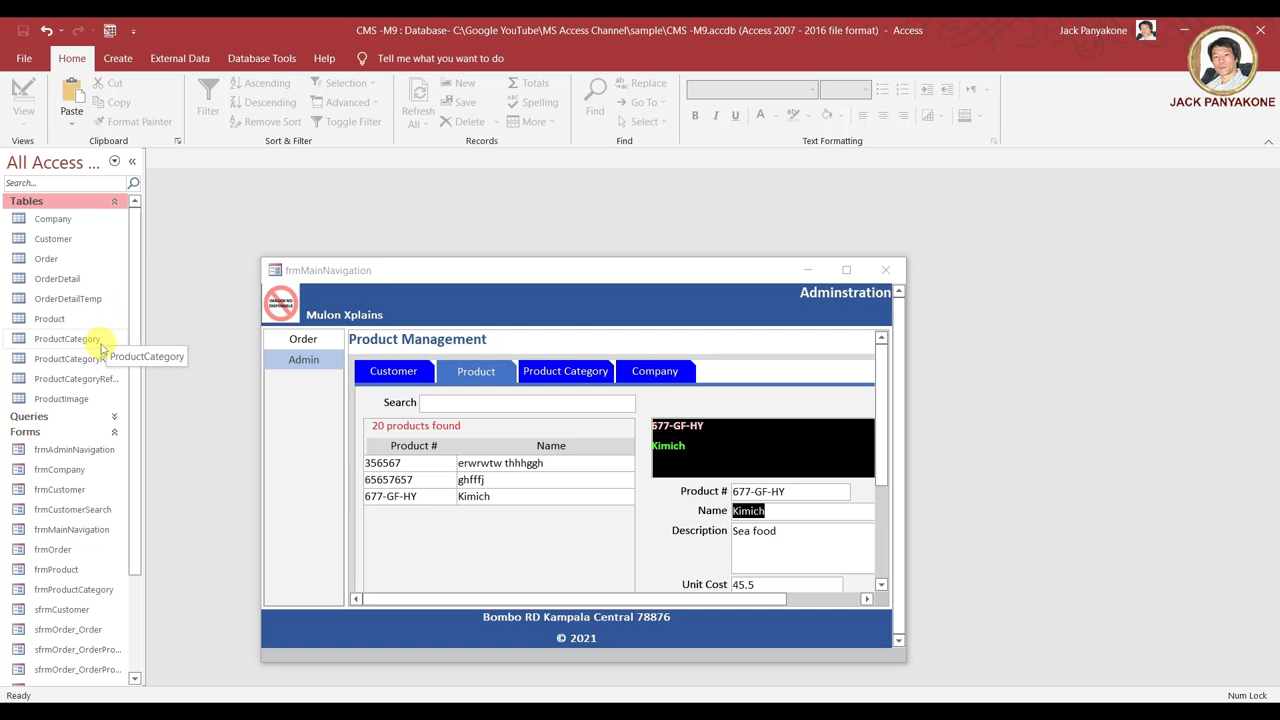 CMS -M9 : Database- C:\Google YouTube\MS Access Channel\sample\CMS -M9.accdb (Access 2007 - 2016 file format) - Access
Jack Panyakone
File Home Create External Data Database Tools Help Tell me what you want to do
JACK PANYAKONE
View
Views
Paste
Cut
Copy
Format Painter
Clipboard
Filter
Ascending
Descending
Remove Sort
Selection
Advanced
Toggle Filter
Sort & Filter
Refresh
All
New
Save
Delete
Totals
Spelling
More
Records
Find
Replace
Go To
Select
Find
B I U A
Text Formatting
All Access ...
Search...
Tables
Company
Customer
Order
OrderDetail
OrderDetailTemp
Product
ProductCategory
ProductCategory
ProductCategoryR
ProductCategoryRef...
ProductImage
Queries
Forms
frmAdminNavigation
frmCompany
frmCustomer
frmCustomerSearch
frmMainNavigation
frmOrder
frmProduct
frmProductCategory
sfrmCustomer
sfrmOrder_Order
sfrmOrder_OrderPro...
sfrmOrder_OrderPro...
frmMainNavigation
IMAGEN NO
DISPONIBLE
Adminstration
Mulon Xplains
Order
Admin
Product Management
Customer Product Product Category Company
Search
20 products found
Product # Name
356567 erwrwtw thhhggh
65657657 ghfffj
677-GF-HY Kimich
677-GF-HY
Kimich
Product # 677-GF-HY
Name Kimich
Description Sea food
Unit Cost 45.5
Bombo RD Kampala Central 78876
© 2021
Ready
Num Lock